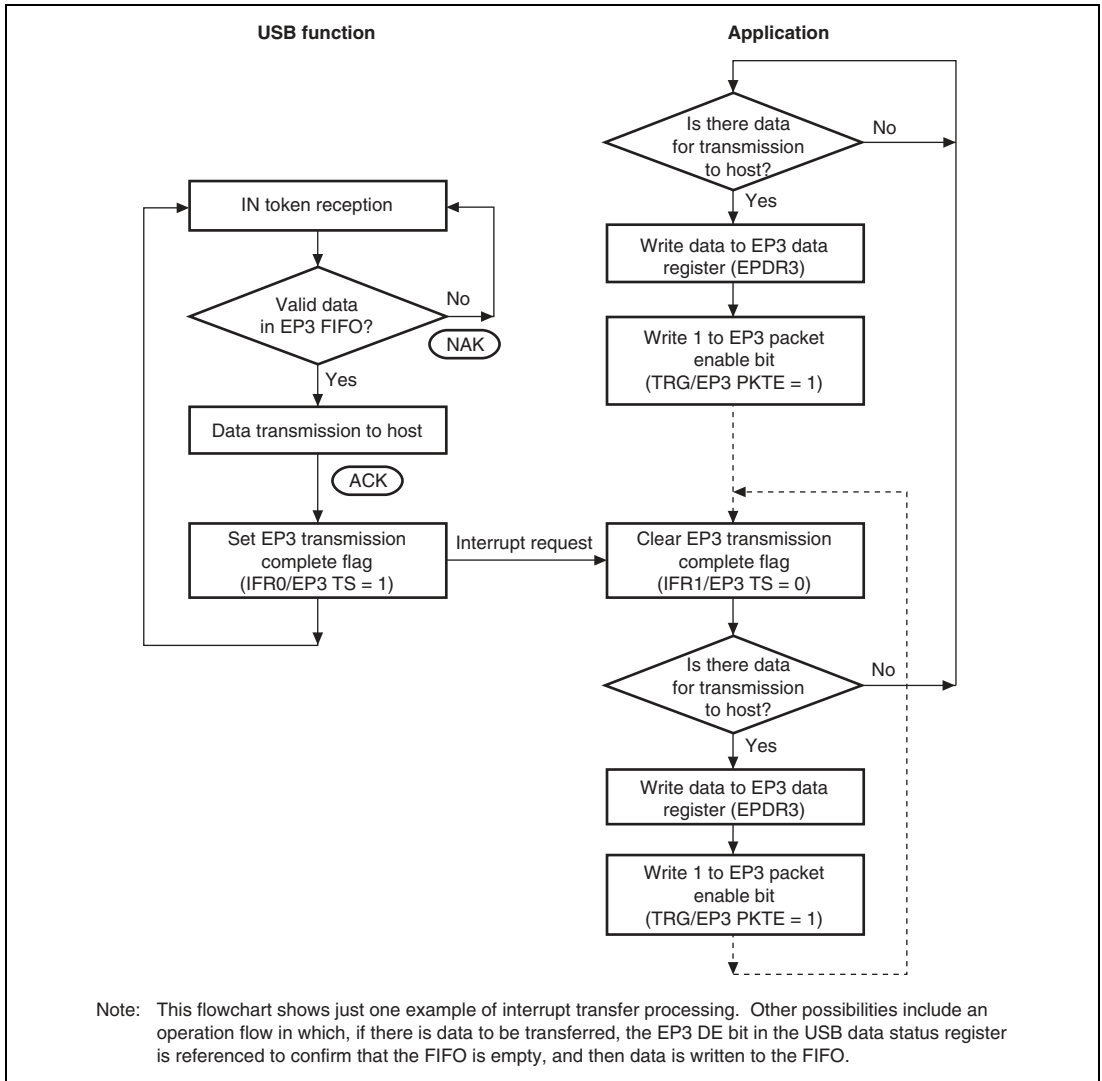 USB function
Application
Is there data
for transmission
to host?
No
Yes
IN token reception
Write data to EP3 data
register (EPDR3)
Valid data
in EP3 FIFO?
No
NAK
Yes
Write 1 to EP3 packet
enable bit
(TRG/EP3 PKTE = 1)
Data transmission to host
ACK
Set EP3 transmission
complete flag
(IFR0/EP3 TS = 1)
Interrupt request
Clear EP3 transmission
complete flag
(IFR1/EP3 TS = 0)
Is there data
for transmission
to host?
No
Yes
Write data to EP3 data
register (EPDR3)
Write 1 to EP3 packet
enable bit
(TRG/EP3 PKTE = 1)
Note: This flowchart shows just one example of interrupt transfer processing. Other possibilities include an
operation flow in which, if there is data to be transferred, the EP3 DE bit in the USB data status register
is referenced to confirm that the FIFO is empty, and then data is written to the FIFO.